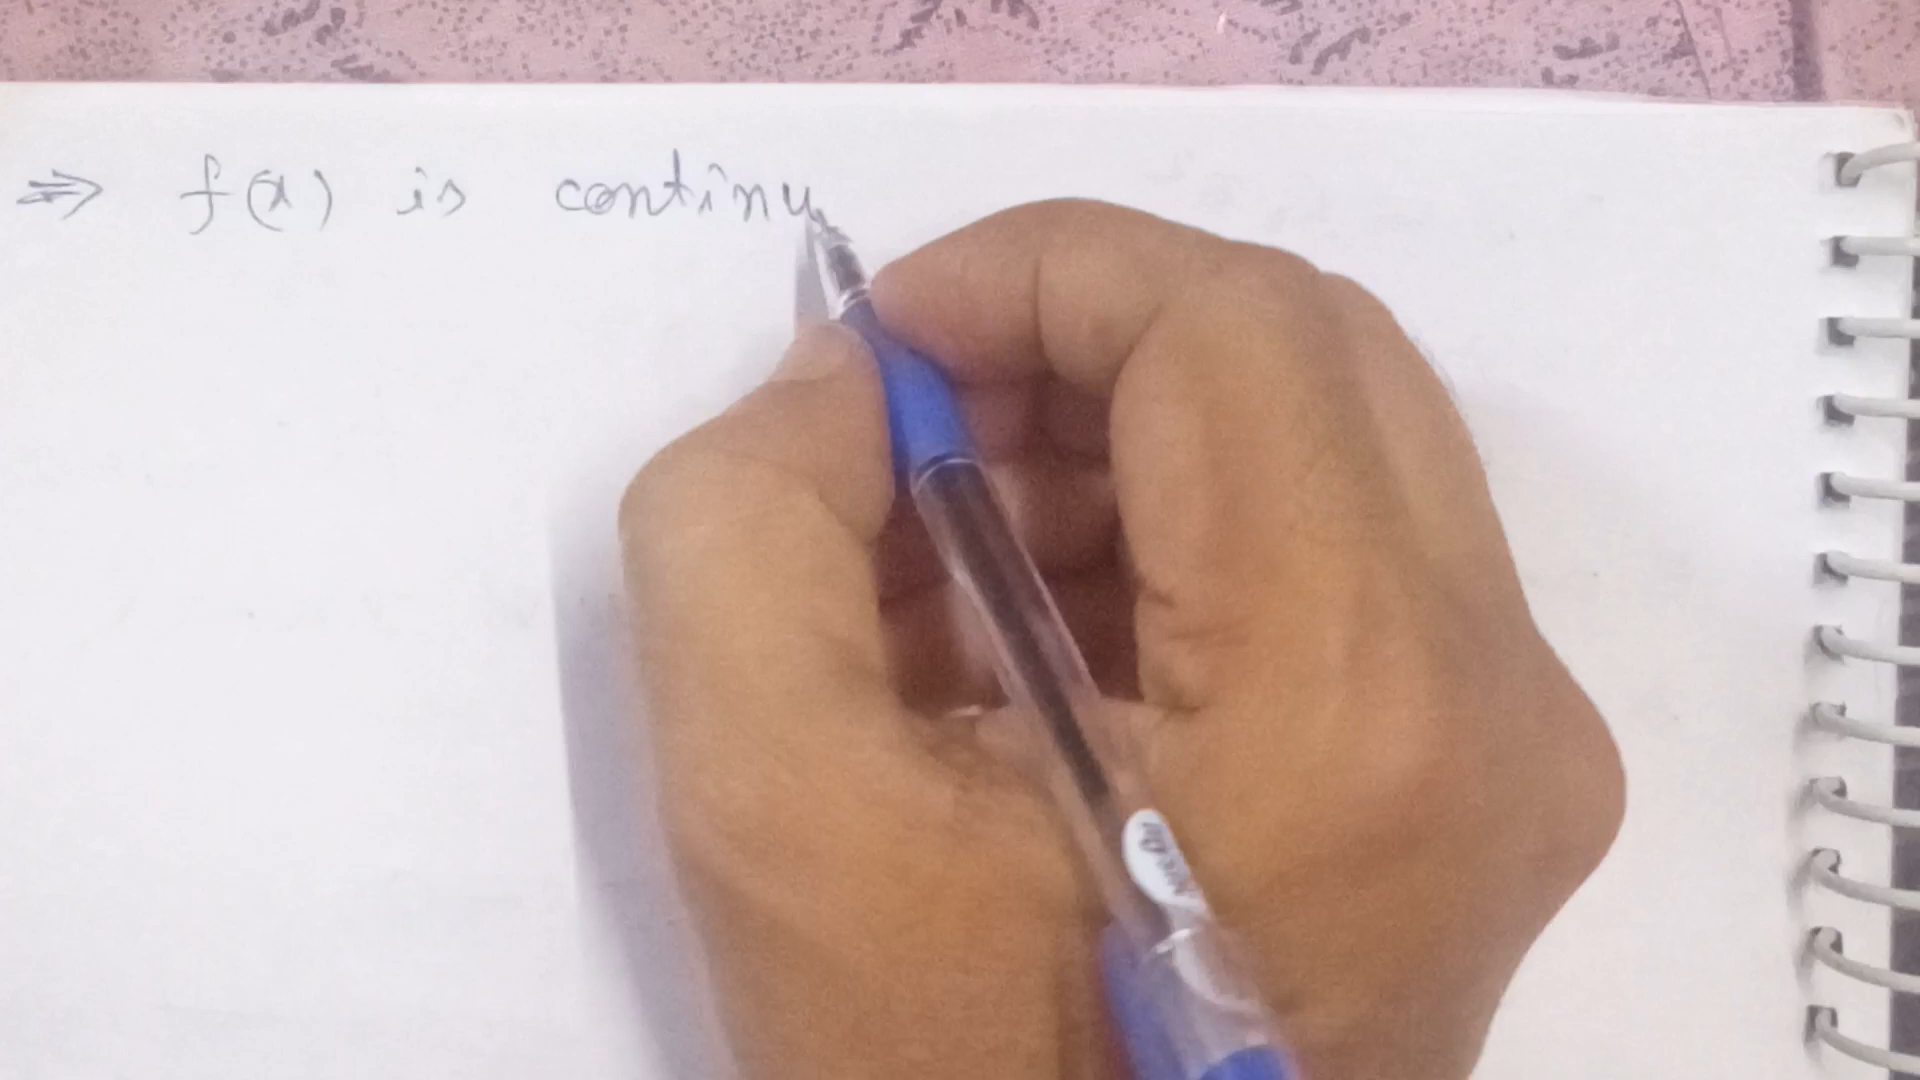 ⇒ f(x) is continu